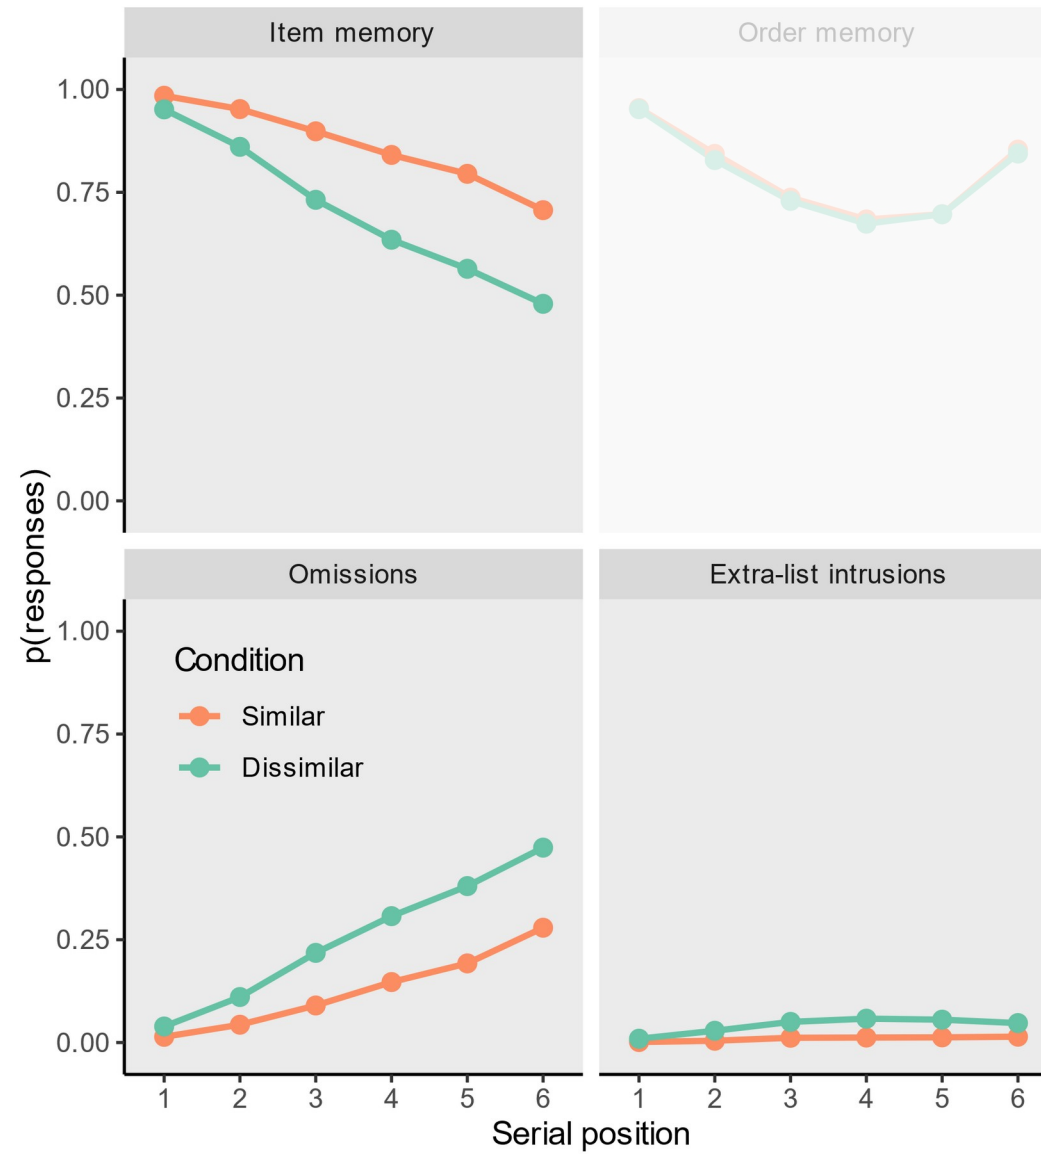 Item memory
Order memory
1.00
0.75
0.50
0.25
0.00
p(responses)
Omissions
Extra-list intrusions
1.00
0.75
0.50
0.25
0.00
Condition
Similar
Dissimilar
1 2 3 4 5 6
1 2 3 4 5 6
Serial position